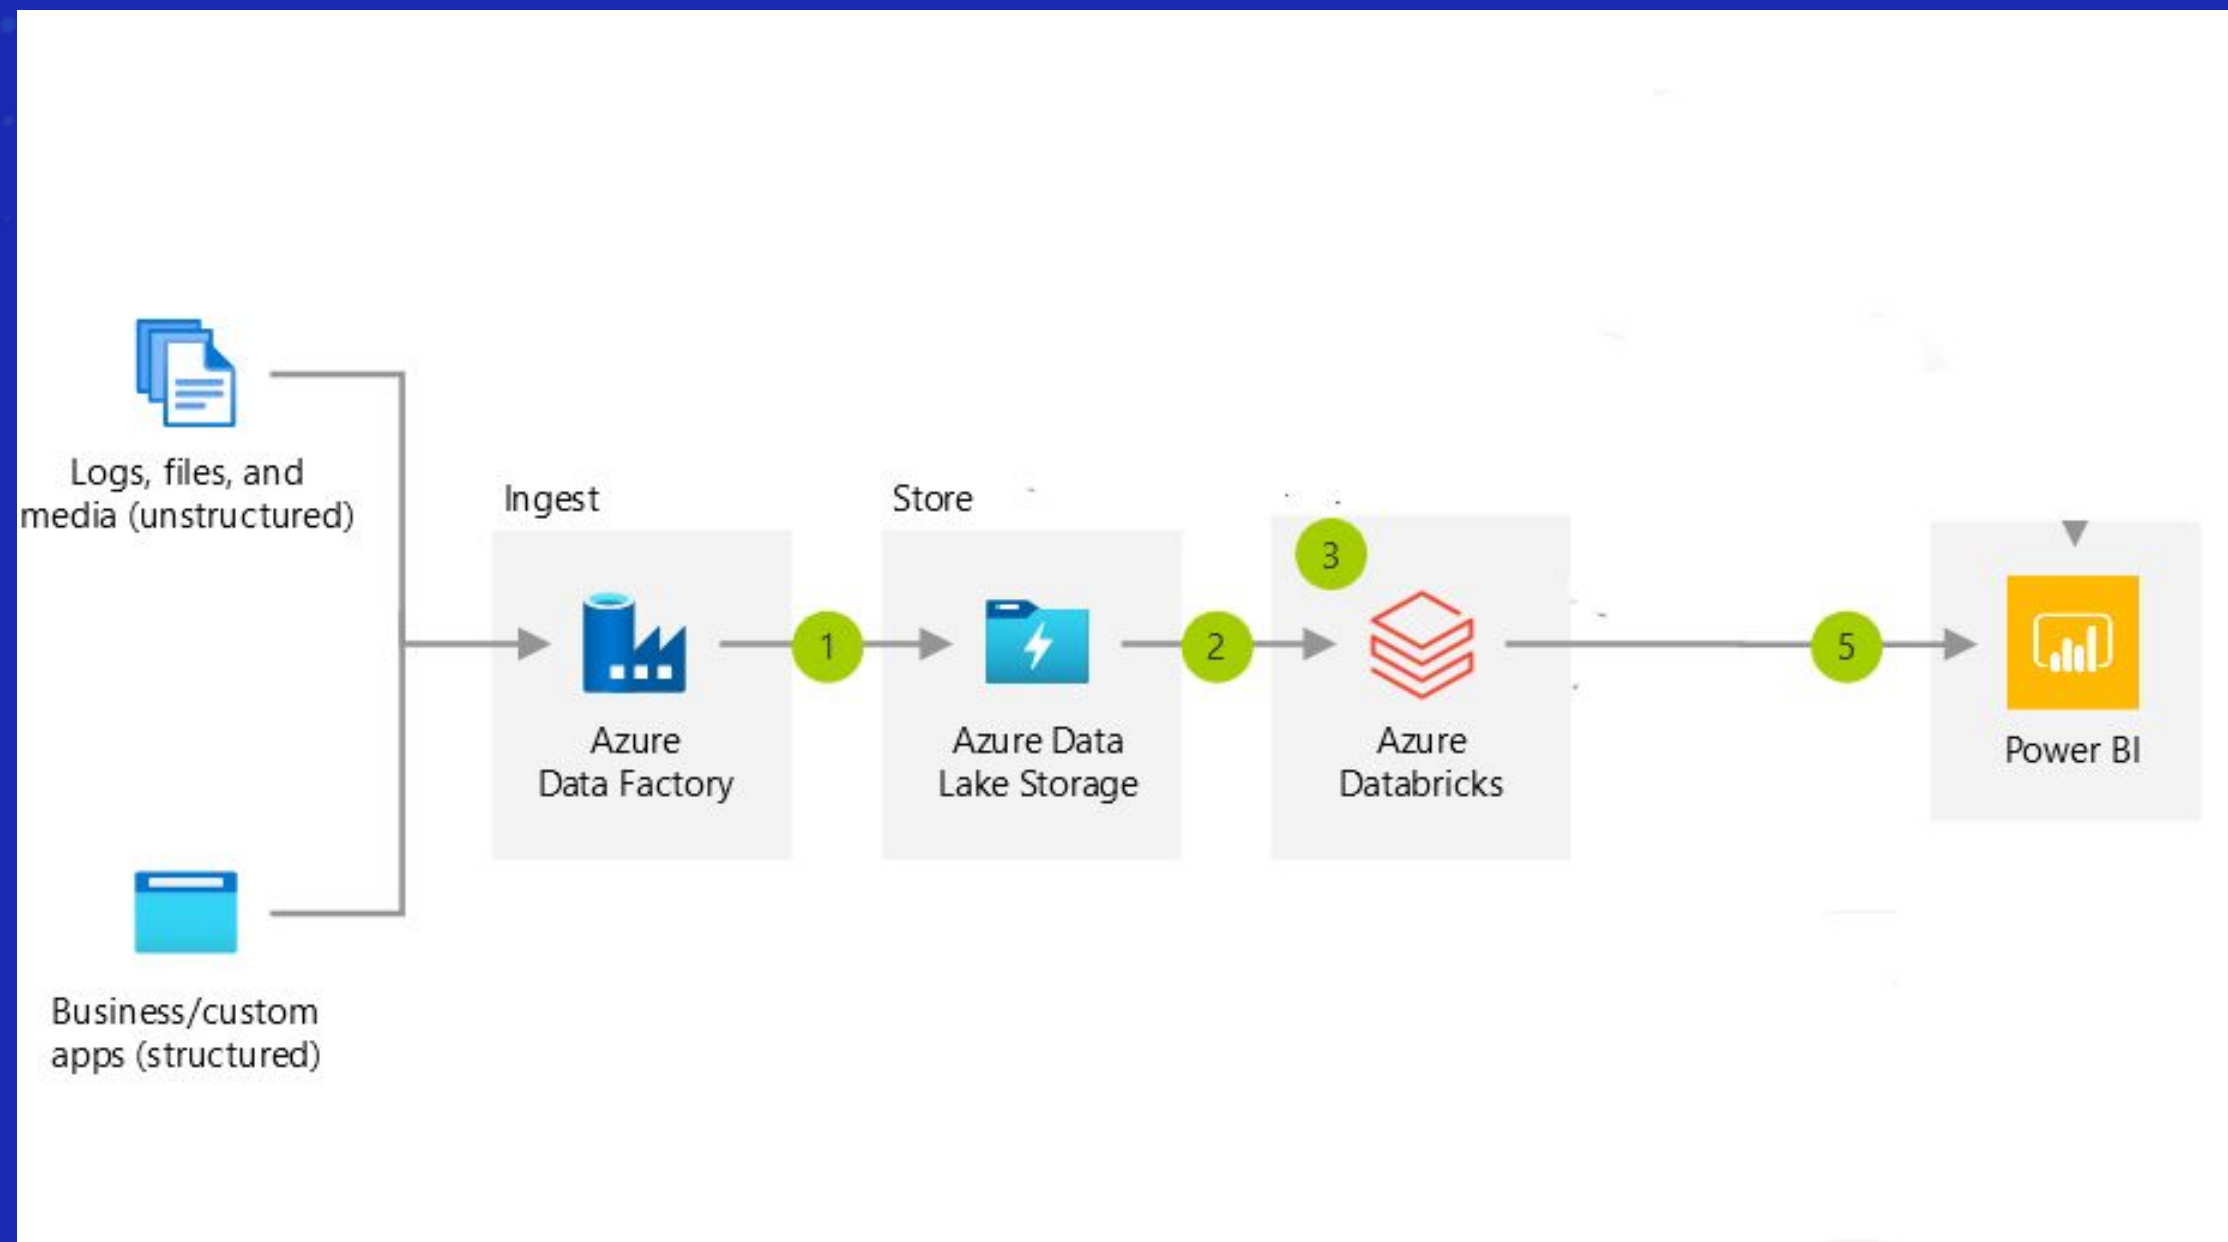 Logs, files, and
media (unstructured)
Ingest
Store
1
2
3
5
Azure
Data Factory
Azure Data
Lake Storage
Azure
Databricks
Power BI
Business/custom
apps (structured)